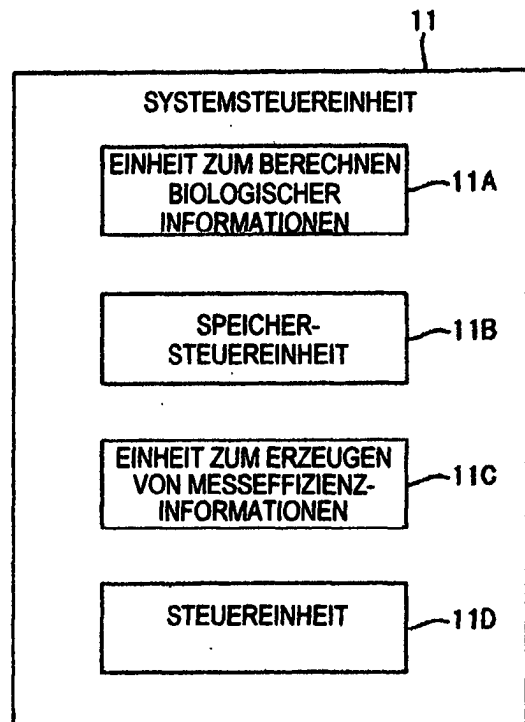 11
SYSTEMSTEUEREINHEIT
EINHEIT ZUM BERECHNEN
BIOLOGISCHER
INFORMATIONEN
11A
SPEICHER-
STEUEREINHEIT
11B
EINHEIT ZUM ERZEUGEN
VON MESSEFFIZIENZ-
INFORMATIONEN
11C
STEUEREINHEIT
11D